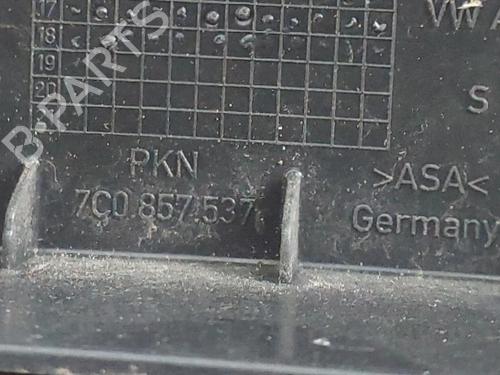 17
18
19
20
VW
S
PKN
7C0 857 537
>ASA<
Germany
B-PARTS